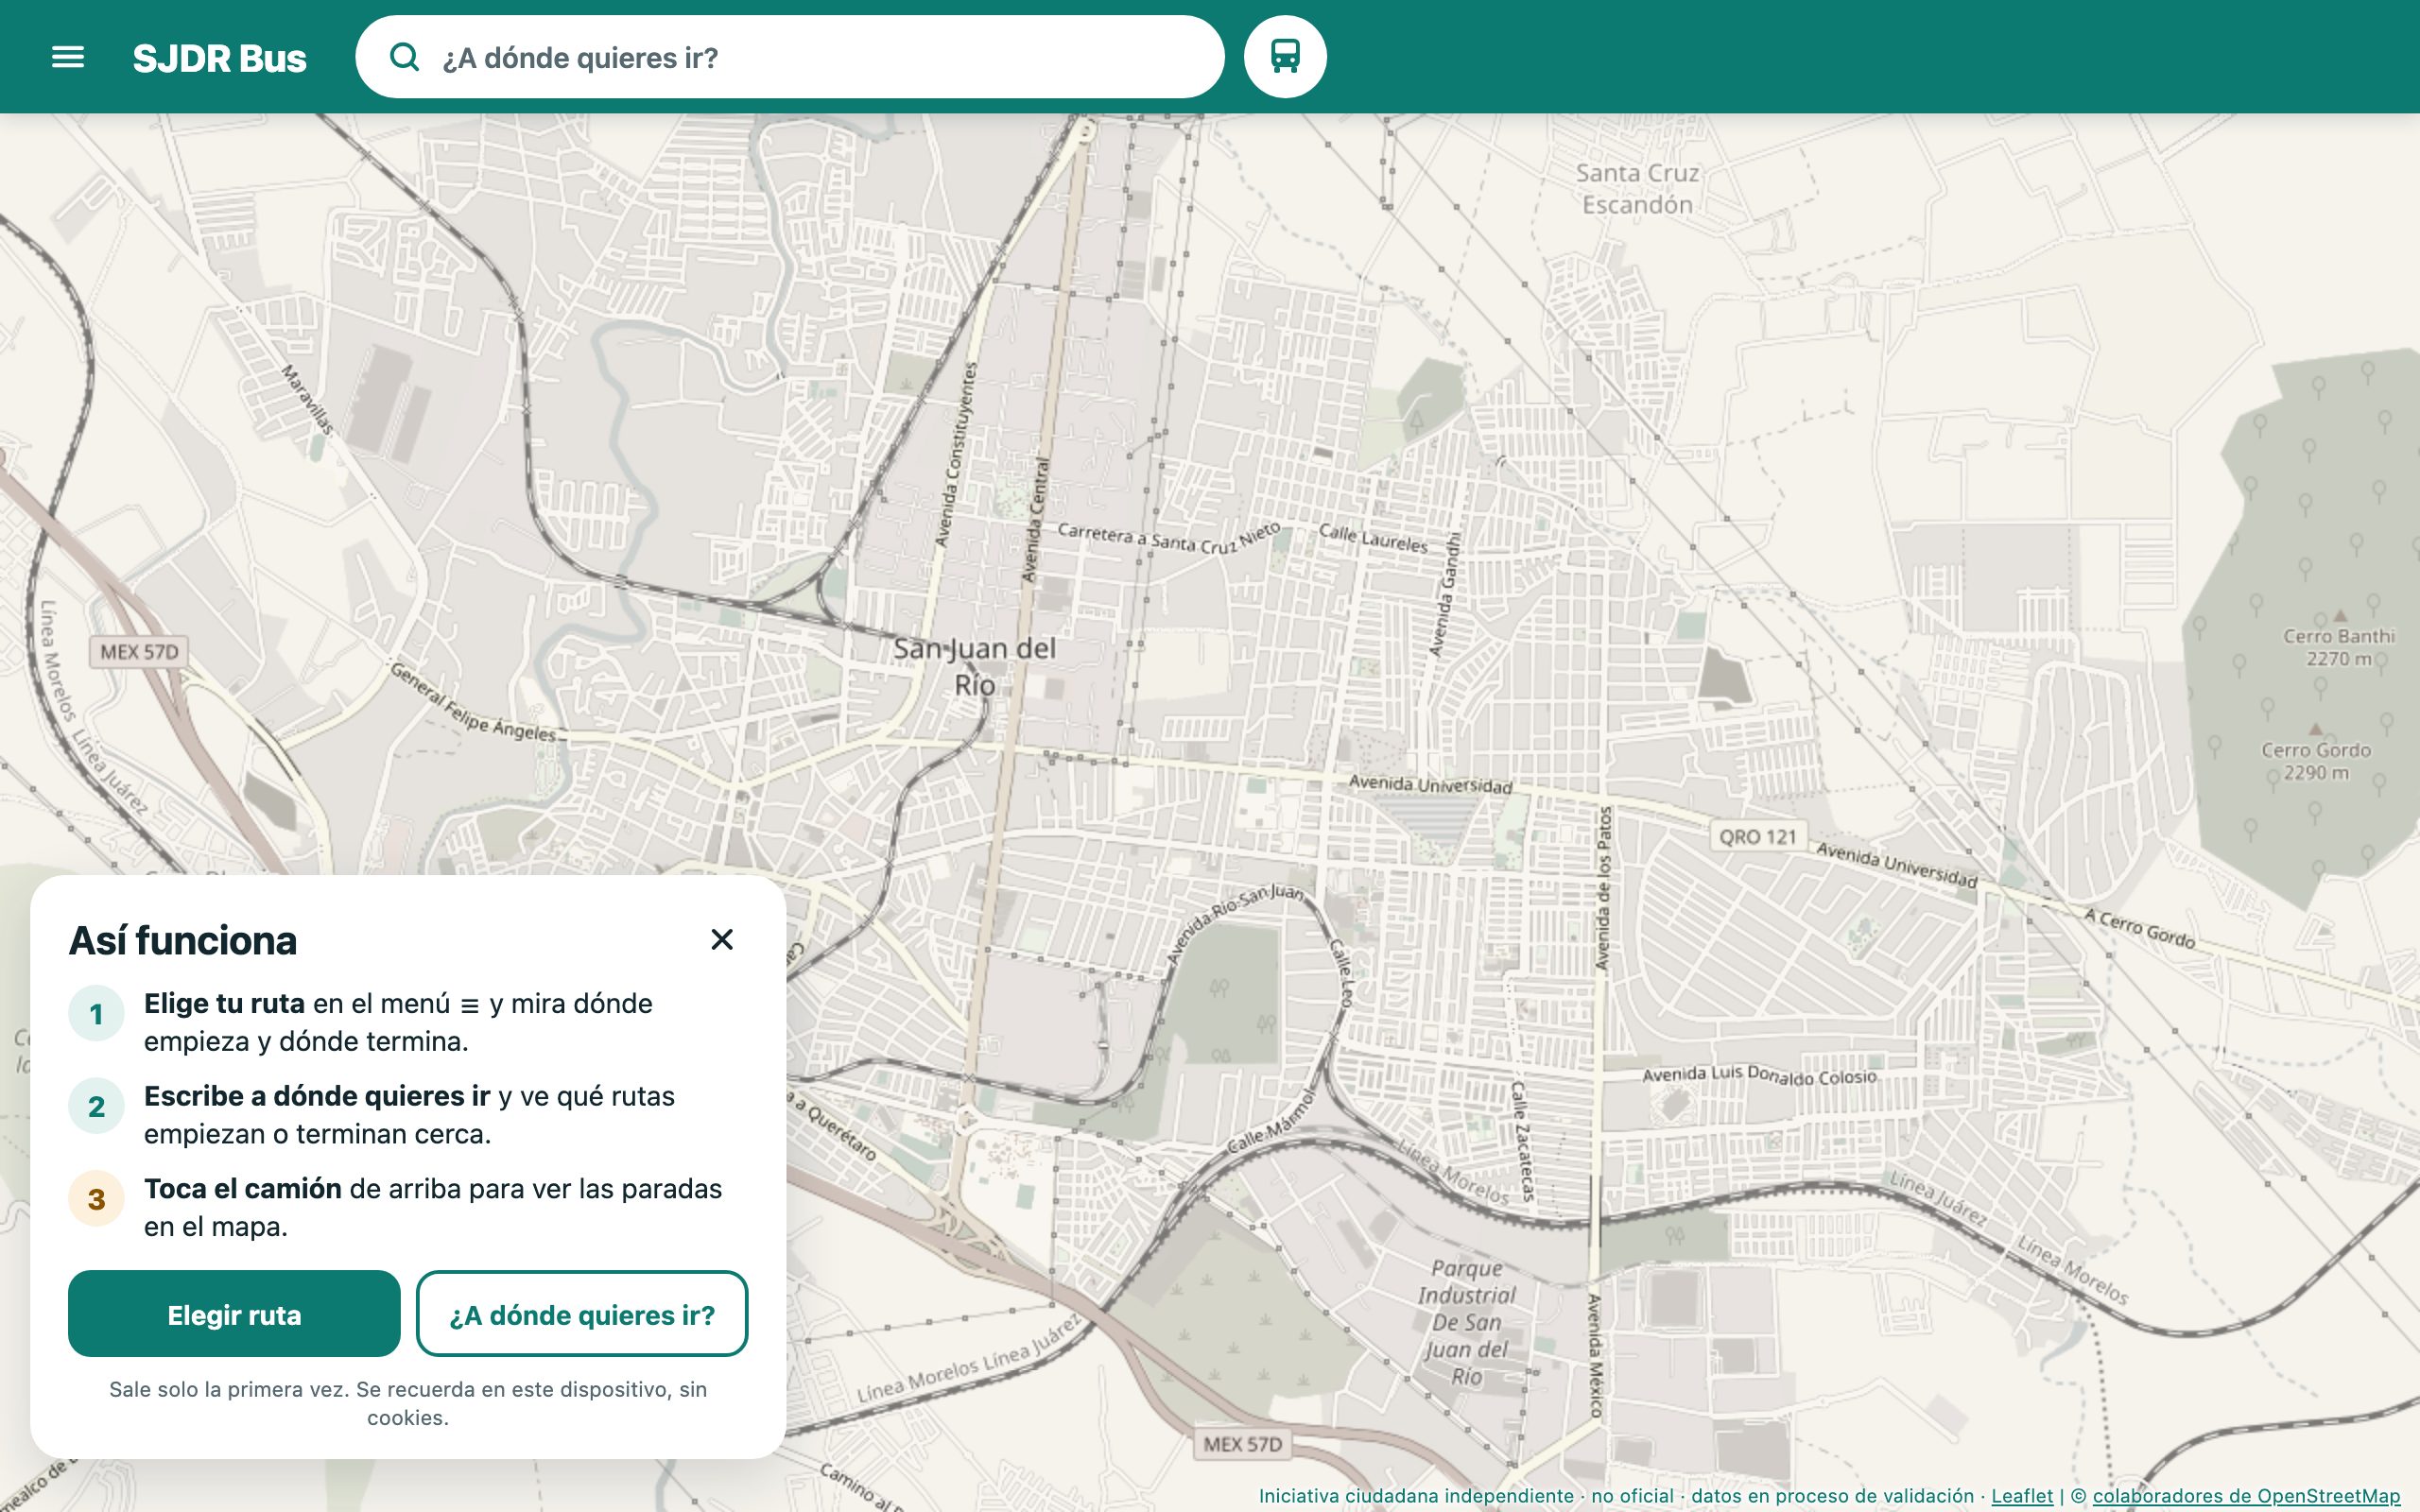 SJDR Bus
¿A dónde quieres ir?
Santa Cruz
Escandón
Maravillas
Avenida Constituyentes
Avenida Central
Carretera a Santa Cruz Nieto
Calle Laureles
Avenida Gandhi
Cerro Banthi
2270 m
Cerro Gordo
2290 m
MEX 57D
Línea Morelos
Línea Juárez
General Felipe Ángeles
San Juan del
Río
Avenida Universidad
QRO 121
Avenida Universidad
A Cerro Gordo
Avenida de los Patos
Avenida Río San Juan
Calle Leo
Avenida Luis Donaldo Colosio
Calle Zacatecas
Calle Mármol
Línea Morelos
Línea Juárez
Línea Morelos
a a Querétaro
Parque
Industrial
De San
Juan del
Río
Avenida México
Línea Morelos Línea Juárez
MEX 57D
Así funciona
1
Elige tu ruta en el menú ≡ y mira dónde
empieza y dónde termina.
2
Escribe a dónde quieres ir y ve qué rutas
empiezan o terminan cerca.
3
Toca el camión de arriba para ver las paradas
en el mapa.
Elegir ruta
¿A dónde quieres ir?
Sale solo la primera vez. Se recuerda en este dispositivo, sin
cookies.
Iniciativa ciudadana independiente · no oficial · datos en proceso de validación · Leaflet | © colaboradores de OpenStreetMap